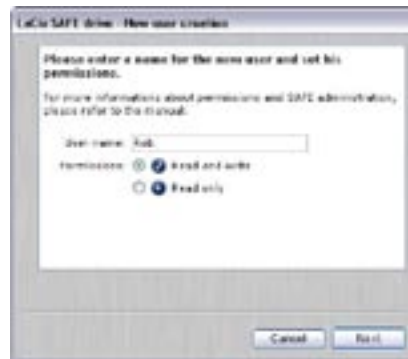 LaCie SAFE drive - New user creation
Please enter a name for the new user and set his
permissions.
For more informations about permissions and SAFE administration,
please refer to the manual.
User name: Rob
Permissions: Read and write
Read only
Cancel Next